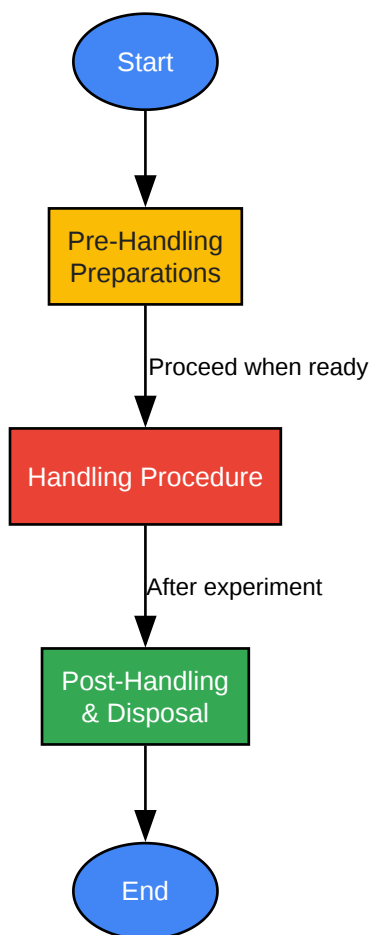 Start
Pre-Handling
Preparations
Proceed when ready
Handling Procedure
After experiment
Post-Handling
& Disposal
End